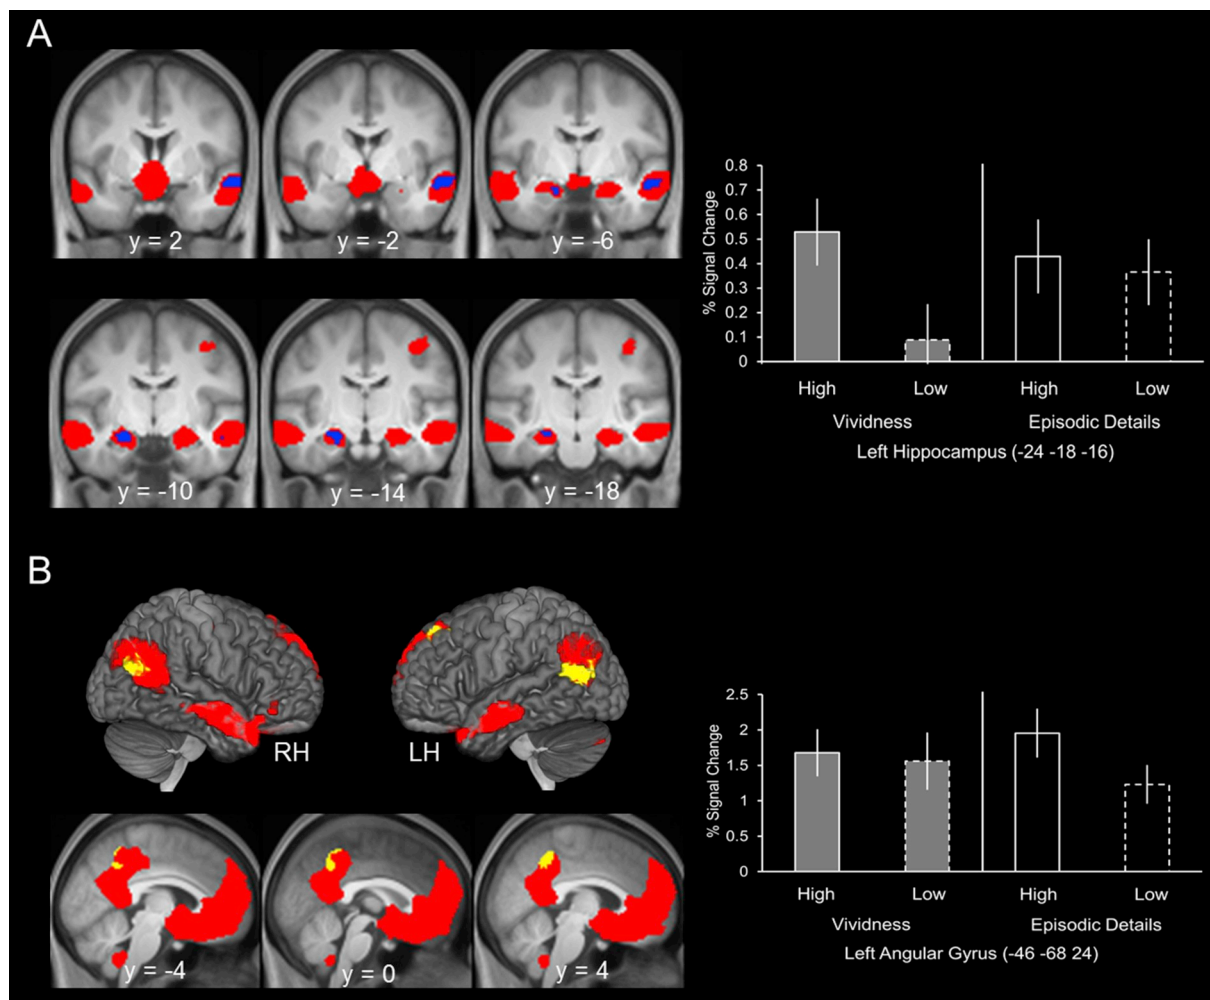 A
y = 2
y = -2
y = -6
y = -10
y = -14
y = -18
% Signal Change
0.8
0.7
0.6
0.5
0.4
0.3
0.2
0.1
0
High
Low
High
Low
Vividness
Episodic Details
Left Hippocampus (-24 -18 -16)
B
RH
LH
y = -4
y = 0
y = 4
% Signal Change
2.5
2
1.5
1
0.5
0
High
Low
High
Low
Vividness
Episodic Details
Left Angular Gyrus (-46 -68 24)